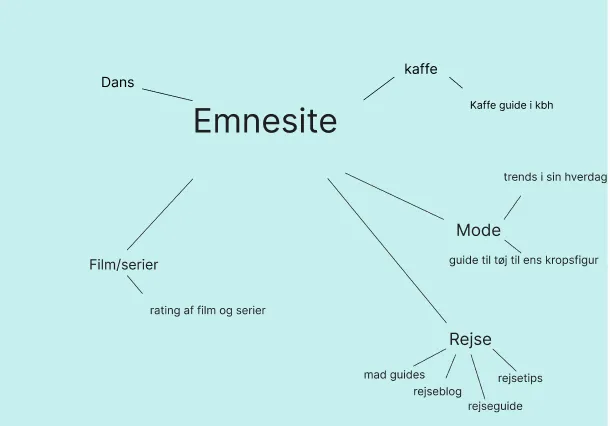 kaffe
Dans
Kaffe guide i kbh
Emnesite
trends i sin hverdag
Mode
guide til tøj til ens kropsfigur
Film/serier
rating af film og serier
Rejse
mad guides
rejsetips
rejseblog
rejseguide